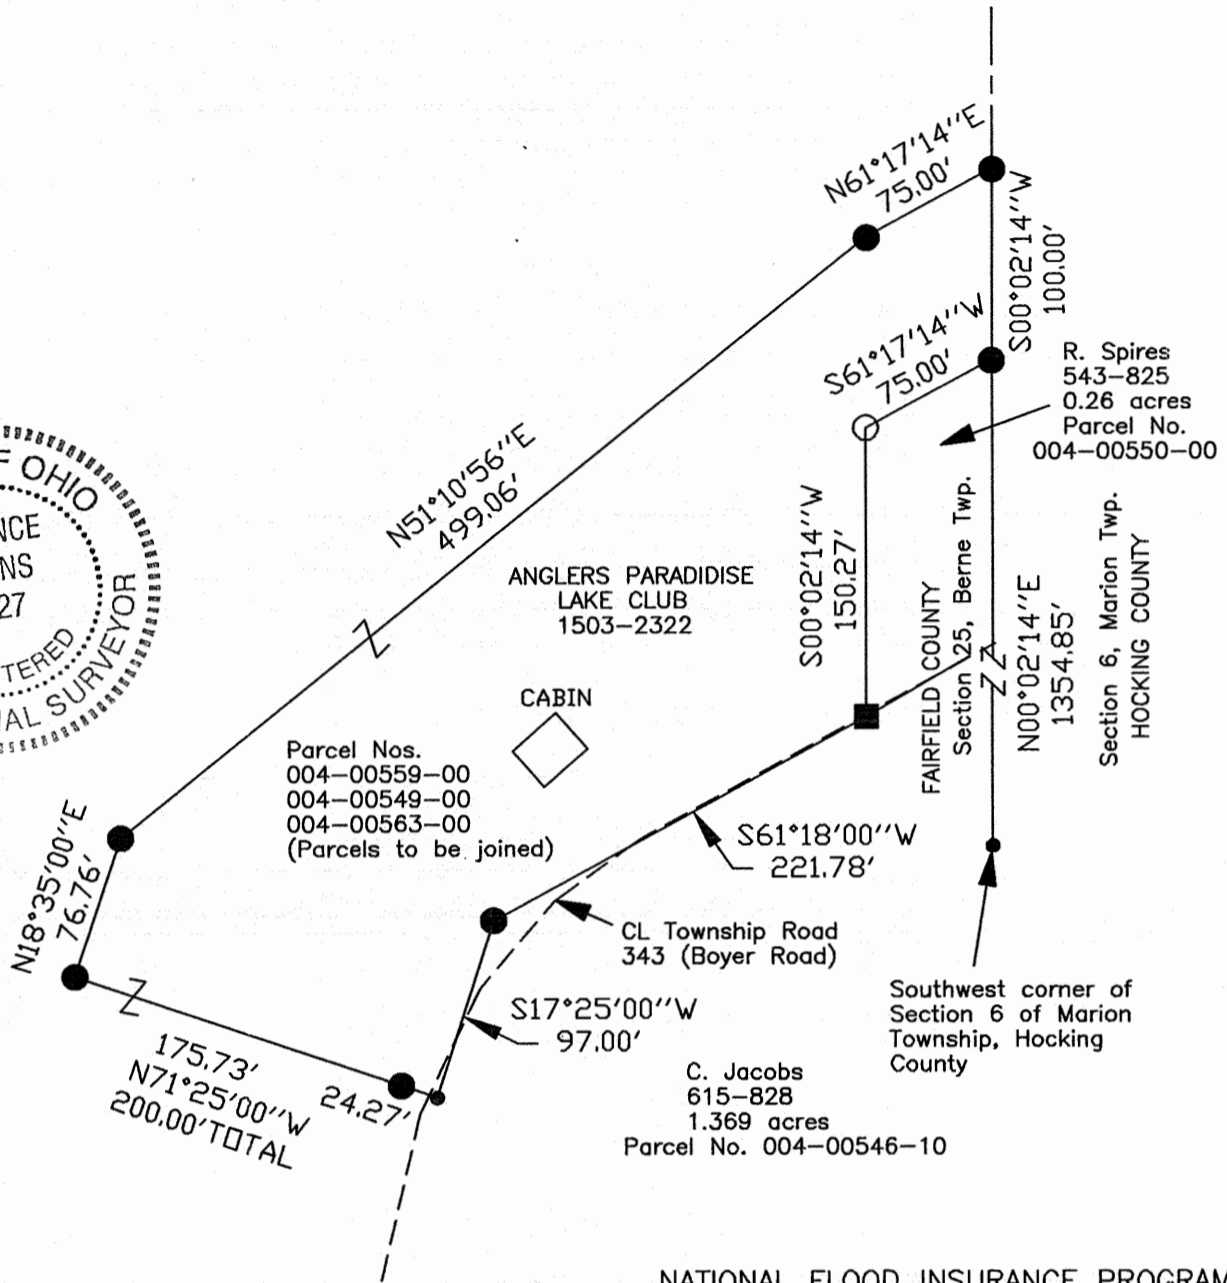 N61°17'14"E
75.00'
S00°02'14"W
100.00'
S61°17'14"W
75.00'
R. Spires
543-825
0.26 acres
Parcel No.
004-00550-00
N51°10'56"E
499.06'
OHIO
27
SURVEYOR
ANGLERS PARADIDISE
LAKE CLUB
1503-2322
S00°02'14"W
150.27'
FAIRFIELD COUNTY
Section 25, Berne Twp.
N00°02'14"E
1354.85'
Section 6, Marion Twp.
HOCKING COUNTY
CABIN
Parcel Nos.
004-00559-00
004-00549-00
004-00563-00
(Parcels to be joined)
S61°18'00"W
221.78'
N18°35'00"E
76.76'
CL Township Road
343 (Boyer Road)
Southwest corner of
Section 6 of Marion
Township, Hocking
County
S17°25'00"W
97.00'
175.73'
N71°25'00"W
200.00'TOTAL
24.27'
C. Jacobs
615-828
1.369 acres
Parcel No. 004-00546-10
NATIONAL FLOOD INSURANCE PROGRAM